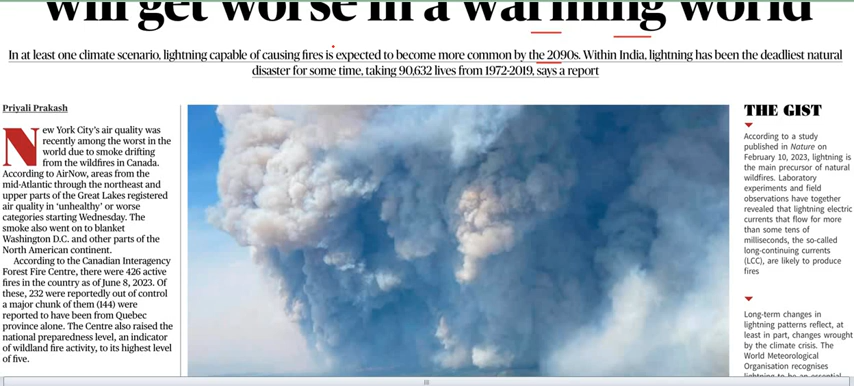 will get worse in a warming world
In at least one climate scenario, lightning capable of causing fires is expected to become more common by the 2090s. Within India, lightning has been the deadliest natural
disaster for some time, taking 90,632 lives from 1972-2019, says a report
Priyali Prakash
New York City's air quality was
recently among the worst in the
world due to smoke drifting
from the wildfires in Canada.
According to AirNow, areas from the
mid-Atlantic through the northeast and
upper parts of the Great Lakes registered
air quality in 'unhealthy' or worse
categories starting Wednesday. The
smoke also went on to blanket
Washington D.C. and other parts of the
North American continent.
According to the Canadian Interagency
Forest Fire Centre, there were 426 active
fires in the country as of June 8, 2023. Of
these, 232 were reportedly out of control
a major chunk of them (144) were
reported to have been from Quebec
province alone. The Centre also raised the
national preparedness level, an indicator
of wildland fire activity, to its highest level
of five.
THE GIST
According to a study
published in Nature on
February 10, 2023, lightning is
the main precursor of natural
wildfires. Laboratory
experiments and field
observations have together
revealed that lightning electric
currents that flow for more
than some tens of
milliseconds, the so-called
long-continuing currents
(LCC), are likely to produce
fires
Long-term changes in
lightning patterns reflect, at
least in part, changes wrought
by the climate crisis. The
World Meteorological
Organisation recognises
lightning to be an essential